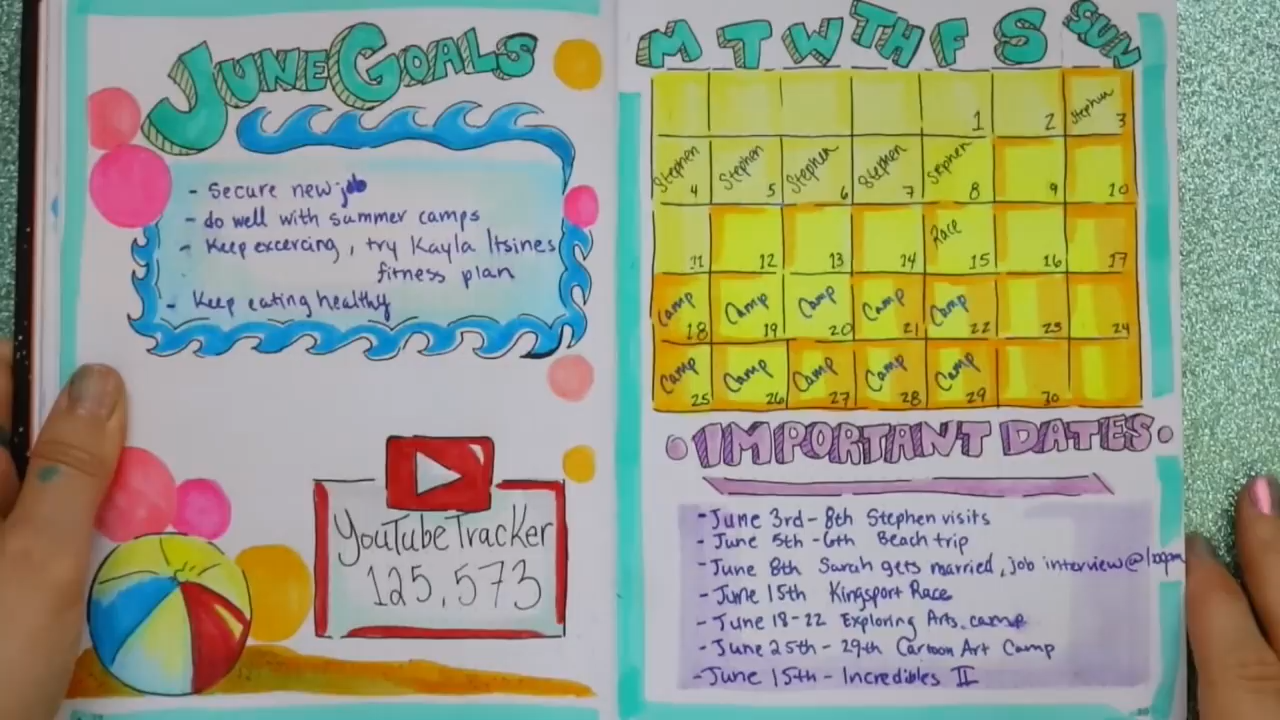 JUNE GOALS
- Secure new job
- do well with summer camps
- Keep excercing, try Kayla Itsines
fitness plan
- Keep eating healthy
YouTube Tracker
125,573
M T W TH F S SUN
1 2 Stephen 3
Stephen 4 Stephen 5 Stephen 6 Stephen 7 Stephen 8 9 10
11 12 13 14 Race 15 16 17
Camp 18 Camp 19 Camp 20 Camp 21 Camp 22 23 24
Camp 25 Camp 26 Camp 27 Camp 28 Camp 29 30
IMPORTANT DATES
- June 3rd - 8th Stephen visits
- June 5th - 6th Beach trip
- June 8th Sarah gets married, job interview @ 1:00pm
- June 15th Kingsport Race
- June 18-22 Exploring Arts camp
- June 25th - 29th Cartoon Art Camp
- June 15th - Incredibles II